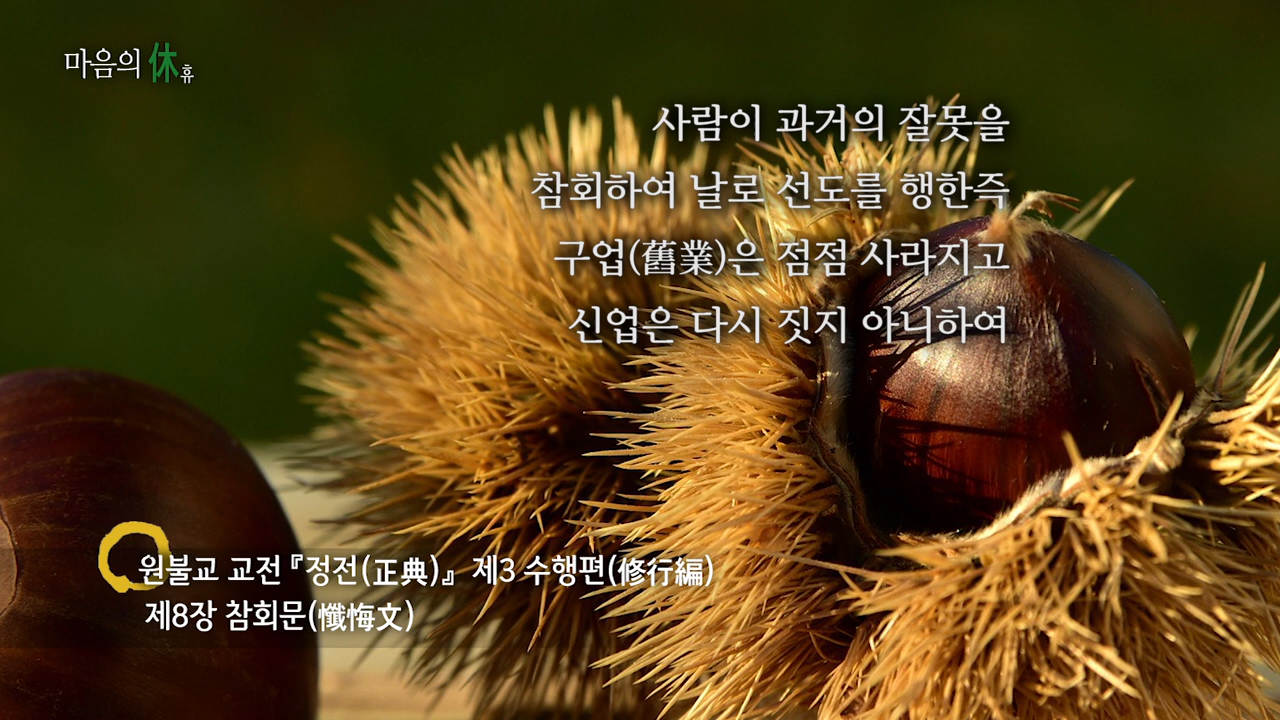 마음의 休휴
사람이 과거의 잘못을
참회하여 날로 선도를 행한즉
구업(舊業)은 점점 사라지고
신업은 다시 짓지 아니하여
원불교 교전『정전(正典)』 제3 수행편(修行編)
제8장 참회문(懺悔文)